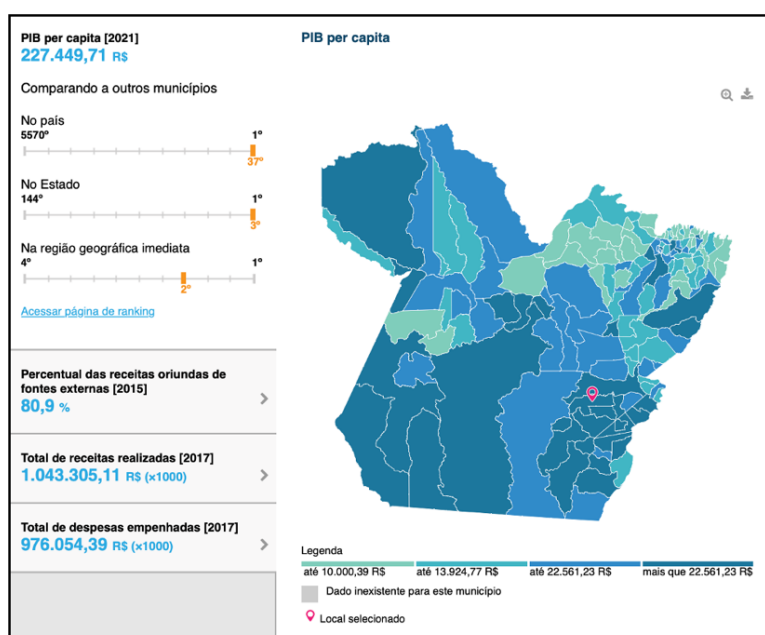 PIB per capita [2021]
227.449,71 R$
Comparando a outros municípios
No país
5570º 1º
37º
No Estado
144º 1º
3º
Na região geográfica imediata
4º 1º
2º
Acessar página de ranking
Percentual das receitas oriundas de
fontes externas [2015]
80,9 %
Total de receitas realizadas [2017]
1.043.305,11 R$ (×1000)
Total de despesas empenhadas [2017]
976.054,39 R$ (×1000)
PIB per capita
Legenda
até 10.000,39 R$ até 13.924,77 R$ até 22.561,23 R$ mais que 22.561,23 R$
Dado inexistente para este município
Local selecionado